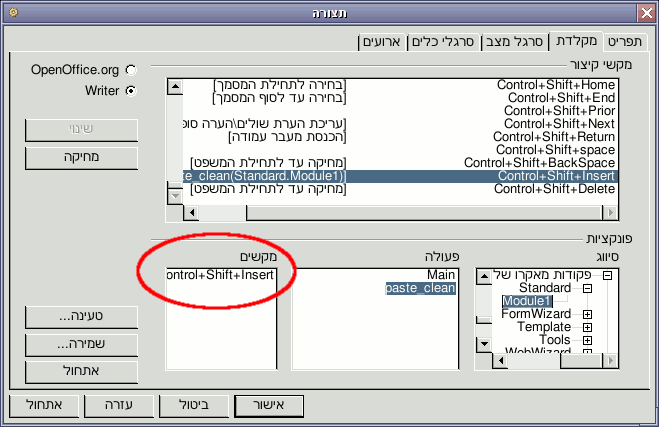 תצורה
תפריט
מקלדת
סרגל מצב
סרגלי כלים
ארועים
מקשי קיצור
Control+Shift+Home [בחירה לתחילת המסמך]
Control+Shift+End [בחירה עד לסוף המסמך]
Control+Shift+Prior
Control+Shift+Next [עריכת הערת שולים\הערה סופ
Control+Shift+Return [הכנסת מעבר עמודה]
Control+Shift+space
Control+Shift+BackSpace [מחיקה עד לתחילת המשפט]
Control+Shift+Insert te_clean(Standard.Module1)]
Control+Shift+Delete [מחיקה עד לתחילת המשפט]
OpenOffice.org
Writer
שינוי
מחיקה
פונקציות
סיווג
פקודות מאקרו של
Standard
Module1
FormWizard
Template
Tools
WebWizard
פעולה
Main
paste_clean
מקשים
ontrol+Shift+Insert
טעינה...
שמירה...
אתחול
אישור
ביטול
עזרה
אתחול